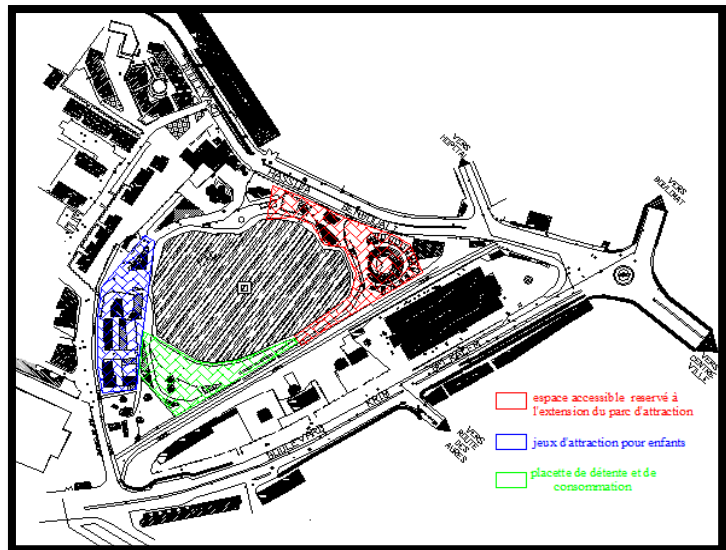 VERS
HOPITAL
VERS
BOULIMAT
VERS
CENTRE
VILLE
VERS
ROUTE
DES
AURES
BOULEVARD KRIR
espace accessible reservé à
l'extension du parc d'attraction
jeux d'attraction pour enfants
placette de détente et de
consommation